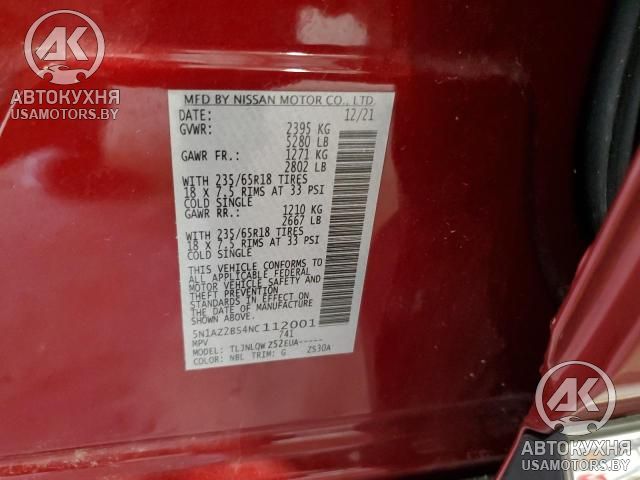 АК
АВТОКУХНЯ
USAMOTORS.BY
MFD BY NISSAN MOTOR CO., LTD.
DATE: 12/21
GVWR: 2395 KG
5280 LB
GAWR FR.: 1271 KG
2802 LB
WITH 235/65R18 TIRES
18 X 7.5 RIMS AT 33 PSI
COLD SINGLE
GAWR RR.: 1210 KG
2667 LB
WITH 235/65R18 TIRES
18 X 7.5 RIMS AT 33 PSI
COLD SINGLE
THIS VEHICLE CONFORMS TO
ALL APPLICABLE FEDERAL
MOTOR VEHICLE SAFETY AND
THEFT PREVENTION
STANDARDS IN EFFECT ON
THE DATE OF MANUFACTURE
SHOWN ABOVE.
5N1AZ2BS4NC112001
MPV 741
MODEL: TLJNLQWZ52EUA-----
COLOR: NBL TRIM: G ZS30A
АК
АВТОКУХНЯ
USAMOTORS.BY